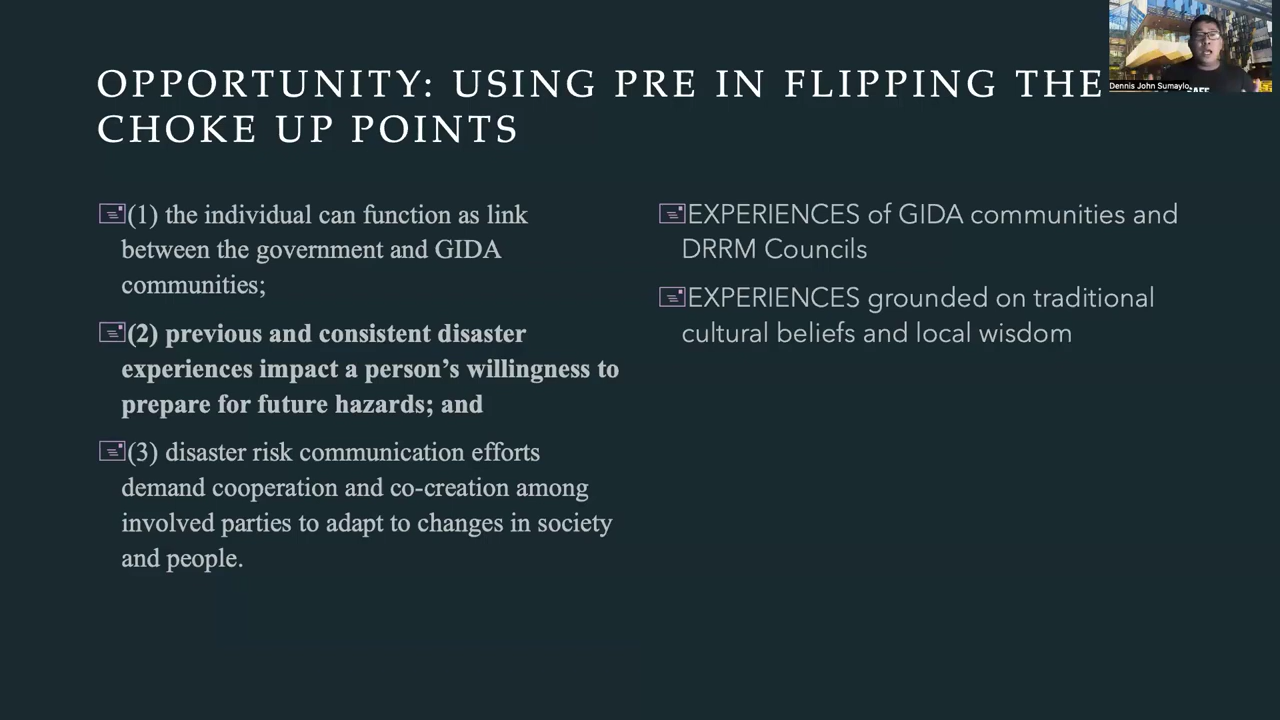 OPPORTUNITY: USING PRE IN FLIPPING THE
CHOKE UP POINTS
(1) the individual can function as link
between the government and GIDA
communities;
(2) previous and consistent disaster
experiences impact a person’s willingness to
prepare for future hazards; and
(3) disaster risk communication efforts
demand cooperation and co-creation among
involved parties to adapt to changes in society
and people.
EXPERIENCES of GIDA communities and
DRRM Councils
EXPERIENCES grounded on traditional
cultural beliefs and local wisdom
Dennis John Sumaylo